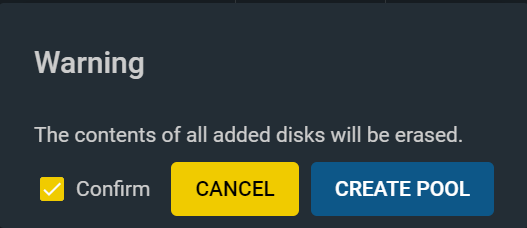 Warning
The contents of all added disks will be erased.
Confirm CANCEL CREATE POOL